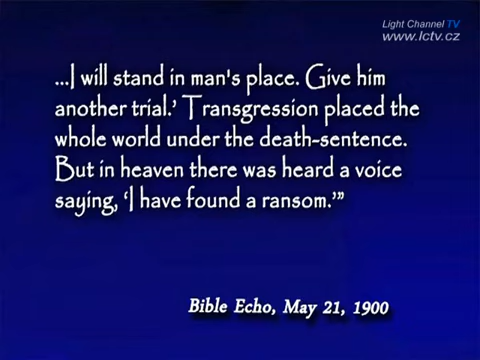 Light Channel TV
www.lctv.cz
...I will stand in man's place. Give him
another trial.’ Transgression placed the
whole world under the death-sentence.
But in heaven there was heard a voice
saying, ‘I have found a ransom.’”
Bible Echo, May 21, 1900